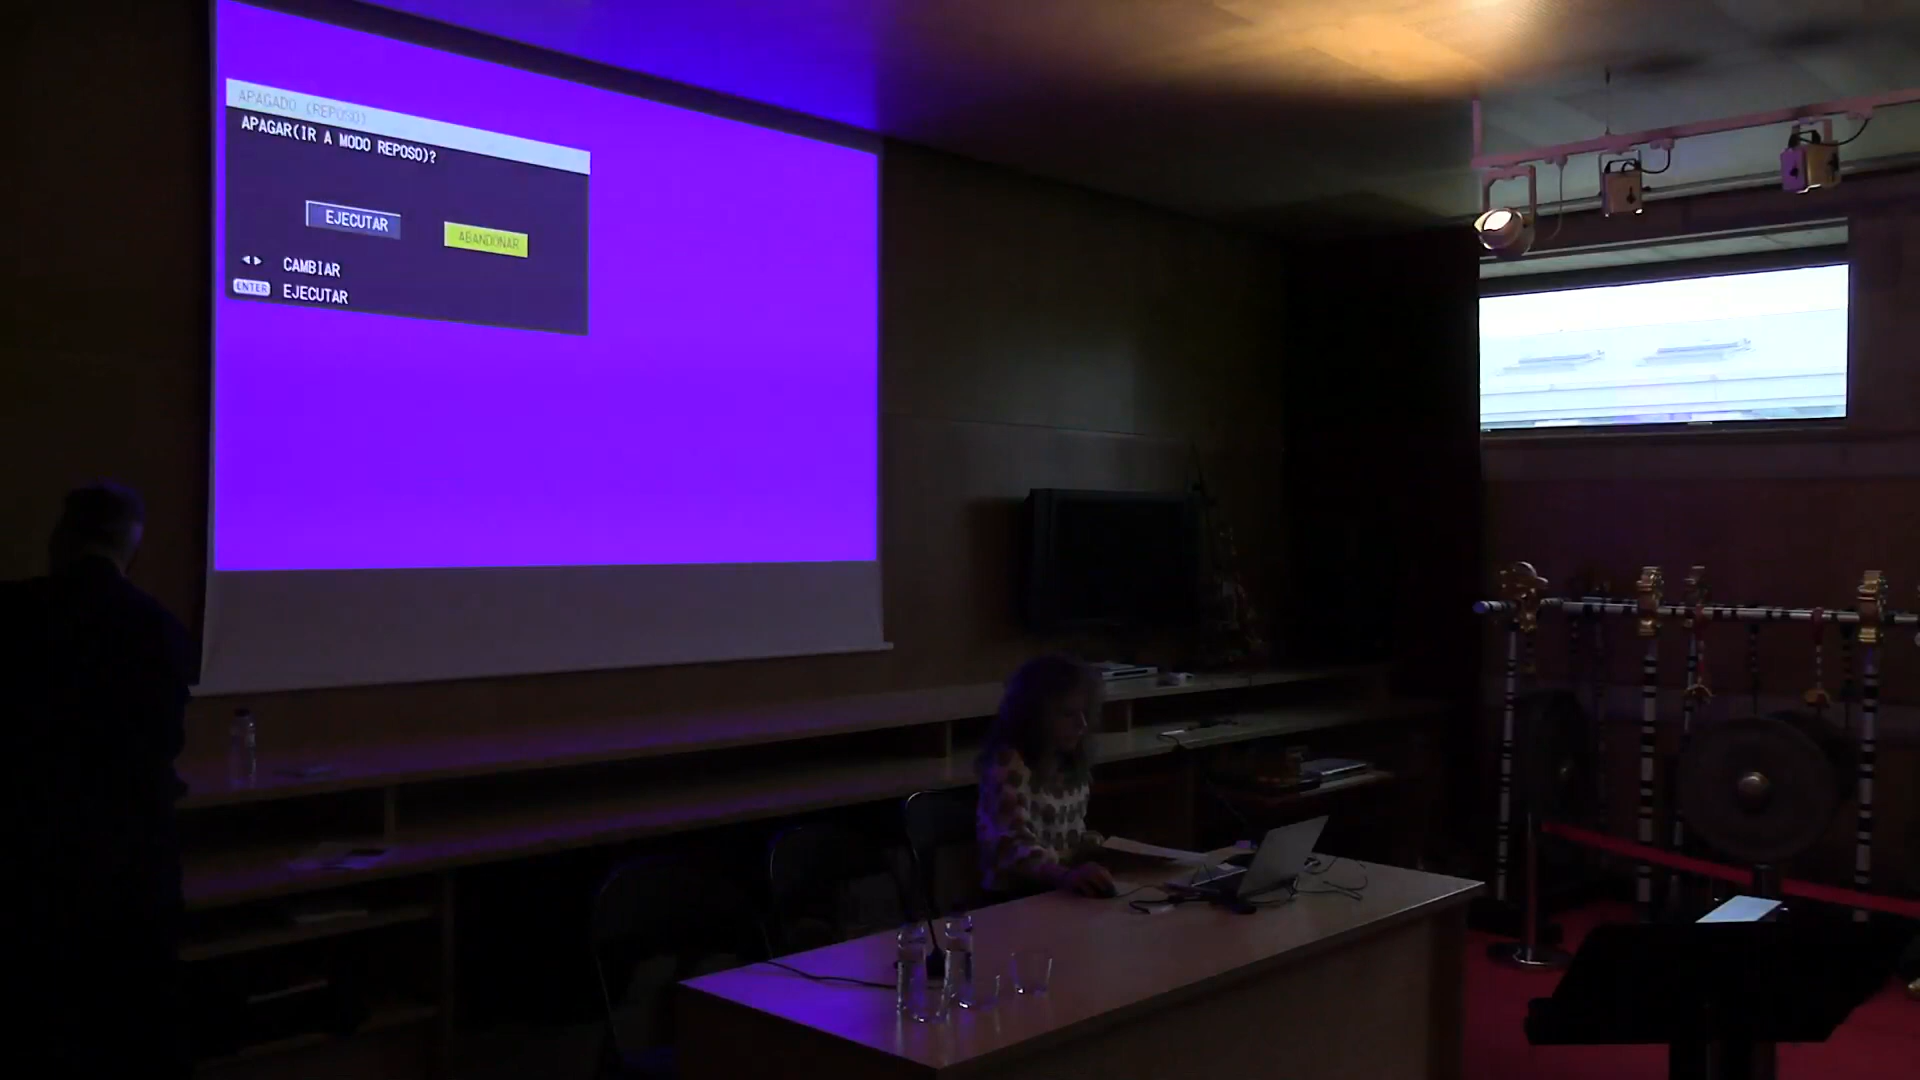 APAGADO (REPOSO)
APAGAR(IR A MODO REPOSO)?
EJECUTAR
ABANDONAR
CAMBIAR
ENTER EJECUTAR